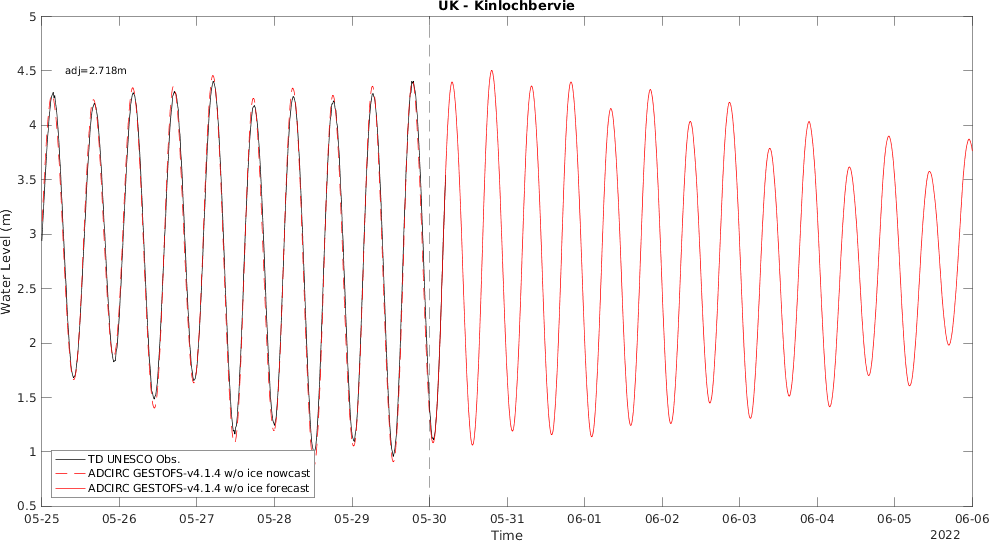 UK - Kinlochbervie
5
4.5
4
3.5
3
2.5
2
1.5
1
0.5
Water Level (m)
adj=2.718m
TD UNESCO Obs.
ADCIRC GESTOFS-v4.1.4 w/o ice nowcast
ADCIRC GESTOFS-v4.1.4 w/o ice forecast
05-25 05-26 05-27 05-28 05-29 05-30 05-31 06-01 06-02 06-03 06-04 06-05 06-06
Time
2022